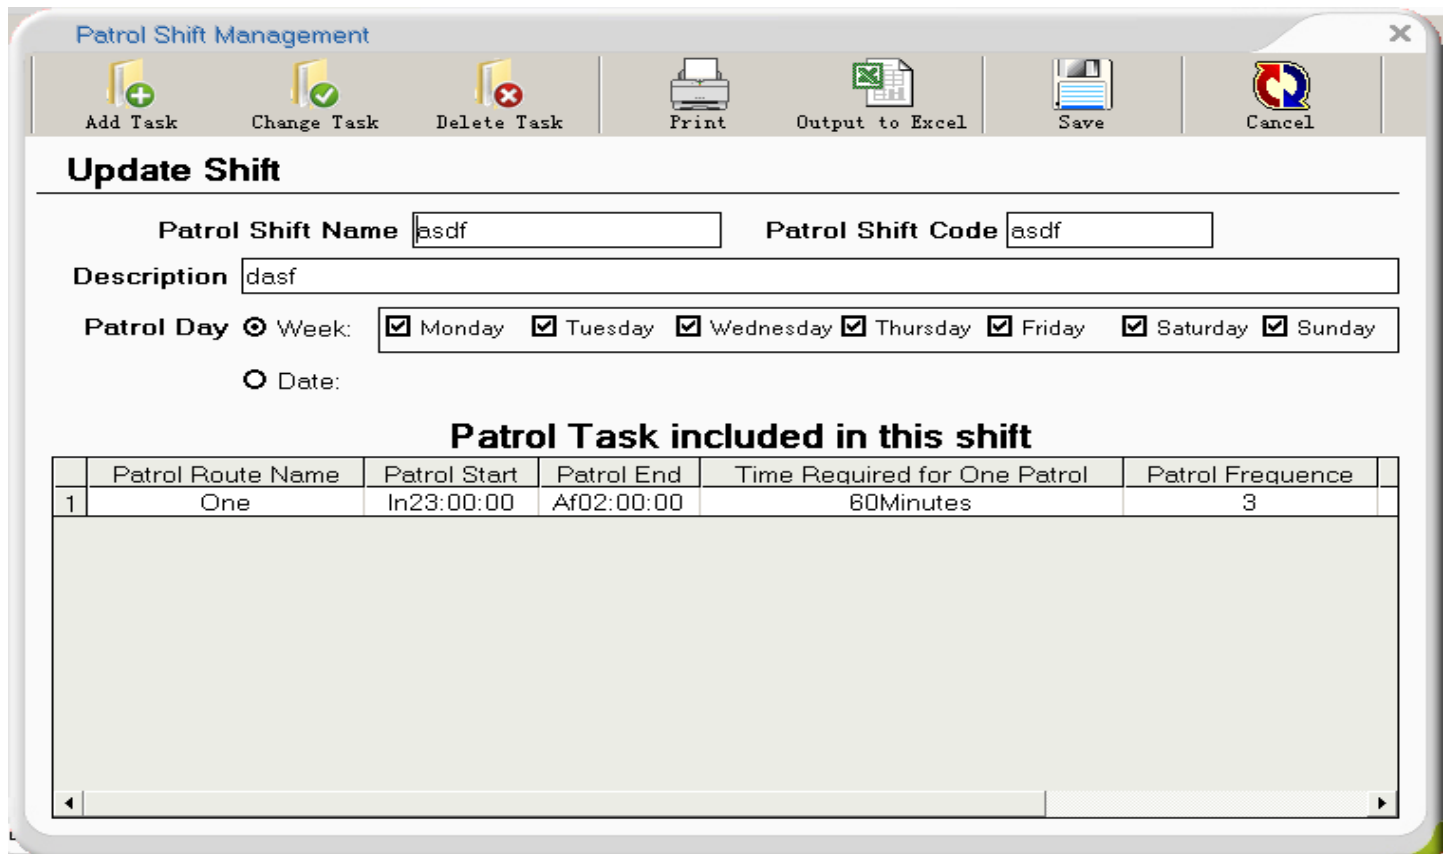 Patrol Shift Management
Add Task Change Task Delete Task Print Output to Excel Save Cancel
Update Shift
Patrol Shift Name asdf Patrol Shift Code asdf
Description dasf
Patrol Day Week: Monday Tuesday Wednesday Thursday Friday Saturday Sunday
Date:
Patrol Task included in this shift
Patrol Route Name Patrol Start Patrol End Time Required for One Patrol Patrol Frequence
1 One In23:00:00 Af02:00:00 60Minutes 3